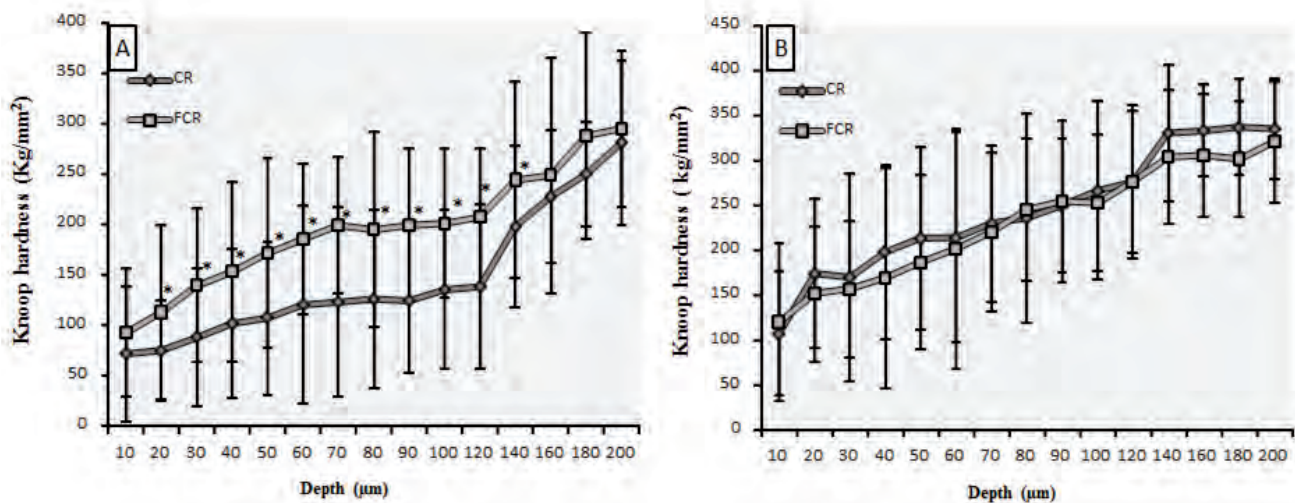 A
CR
FCR
Knoop hardness (Kg/mm²)
400
350
300
250
200
150
100
50
0
* * * * * * * * * * * *
10 20 30 40 50 60 70 80 90 100 120 140 160 180 200
Depth (µm)
B
CR
FCR
Knoop hardness ( kg/mm²)
450
400
350
300
250
200
150
100
50
0
10 20 30 40 50 60 70 80 90 100 120 140 160 180 200
Depth (µm)